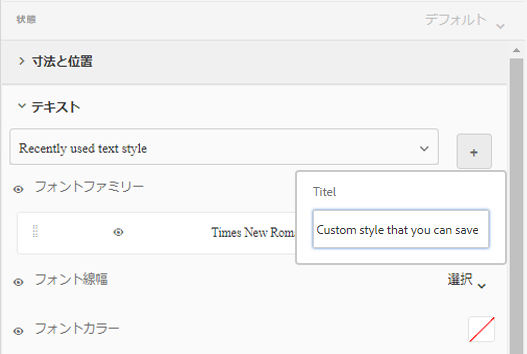 状態 デフォルト
寸法と位置
テキスト
Recently used text style
+
フォントファミリー
Titel
Times New Roma
Custom style that you can save
フォント線幅 選択
フォントカラー